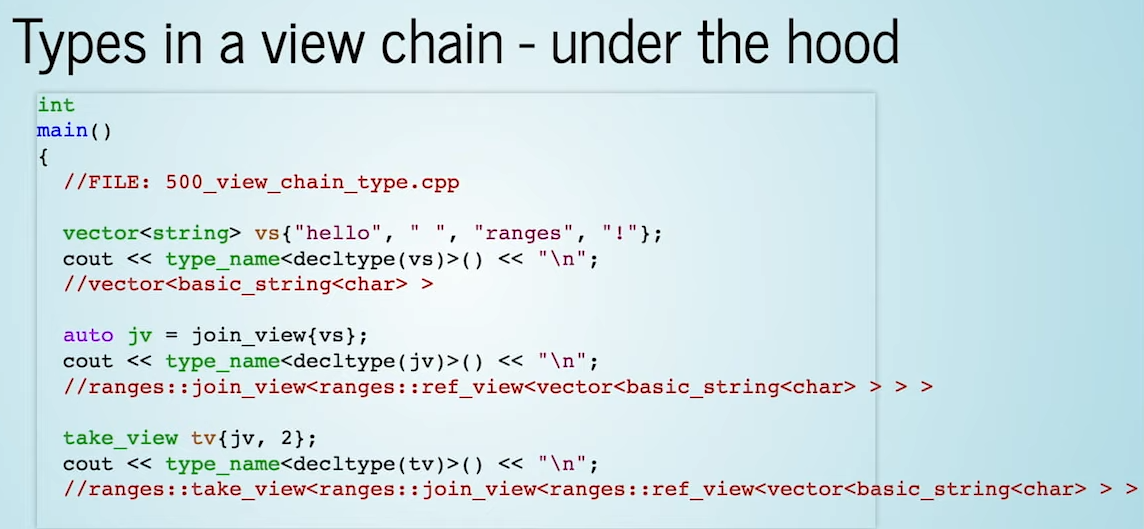 Types in a view chain - under the hood
int
main()
{
//FILE: 500_view_chain_type.cpp
vector<string> vs{"hello", " ", "ranges", "!"};
cout << type_name<decltype(vs)>() << "\n";
//vector<basic_string<char> >
auto jv = join_view{vs};
cout << type_name<decltype(jv)>() << "\n";
//ranges::join_view<ranges::ref_view<vector<basic_string<char> > > >
take_view tv{jv, 2};
cout << type_name<decltype(tv)>() << "\n";
//ranges::take_view<ranges::join_view<ranges::ref_view<vector<basic_string<char> > >